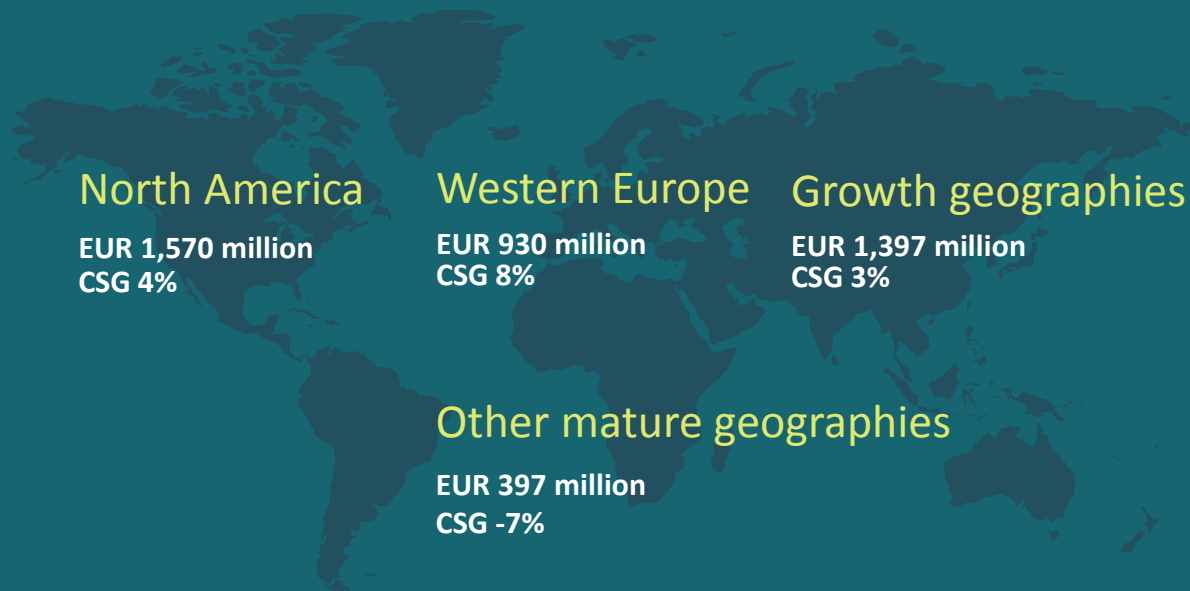 North America
EUR 1,570 million
CSG 4%
Western Europe
EUR 930 million
CSG 8%
Growth geographies
EUR 1,397 million
CSG 3%
Other mature geographies
EUR 397 million
CSG -7%